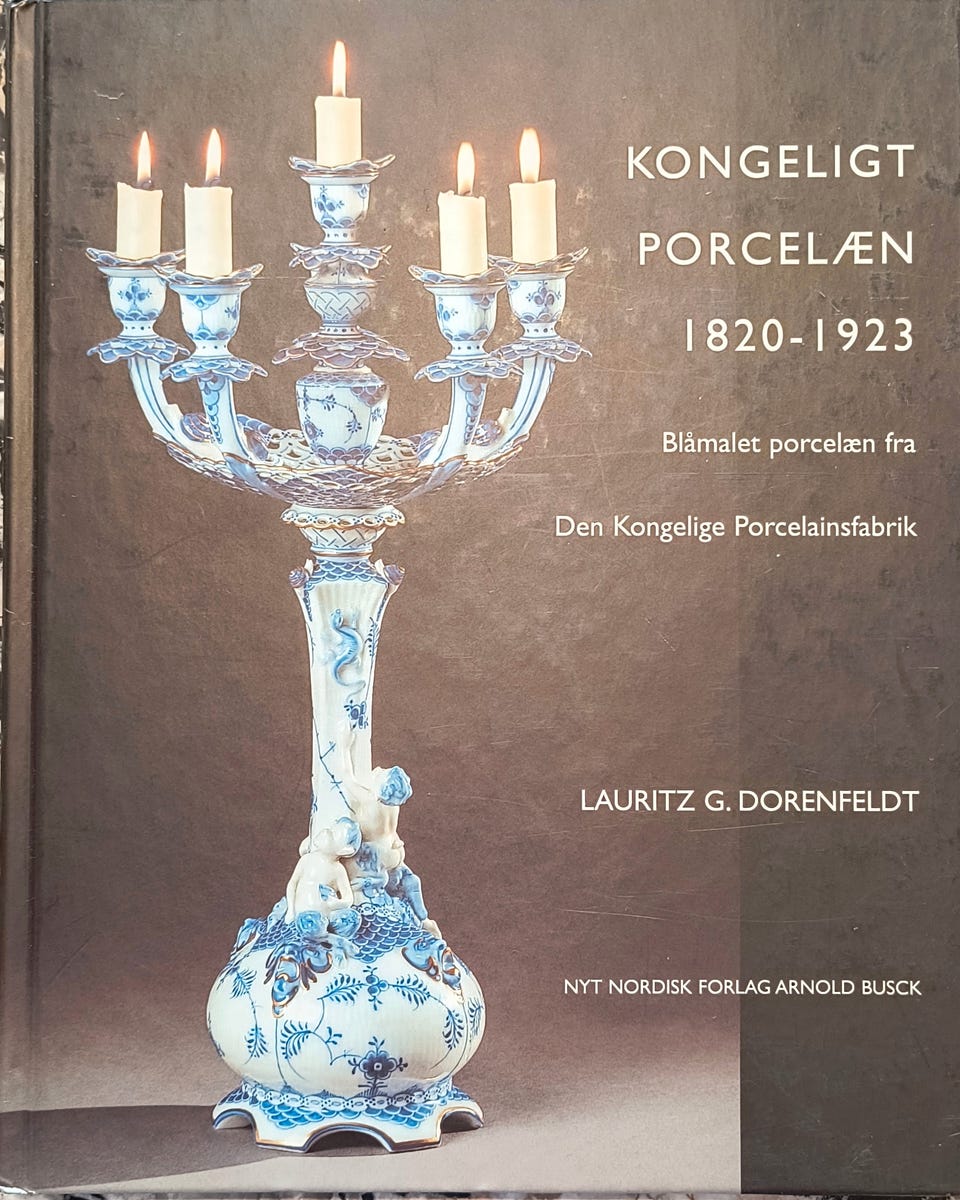 KONGELIGT
PORCELÆN
1820-1923
Blåmalet porcelæn fra
Den Kongelige Porcelainsfabrik
LAURITZ G. DORENFELDT
NYT NORDISK FORLAG ARNOLD BUSCK